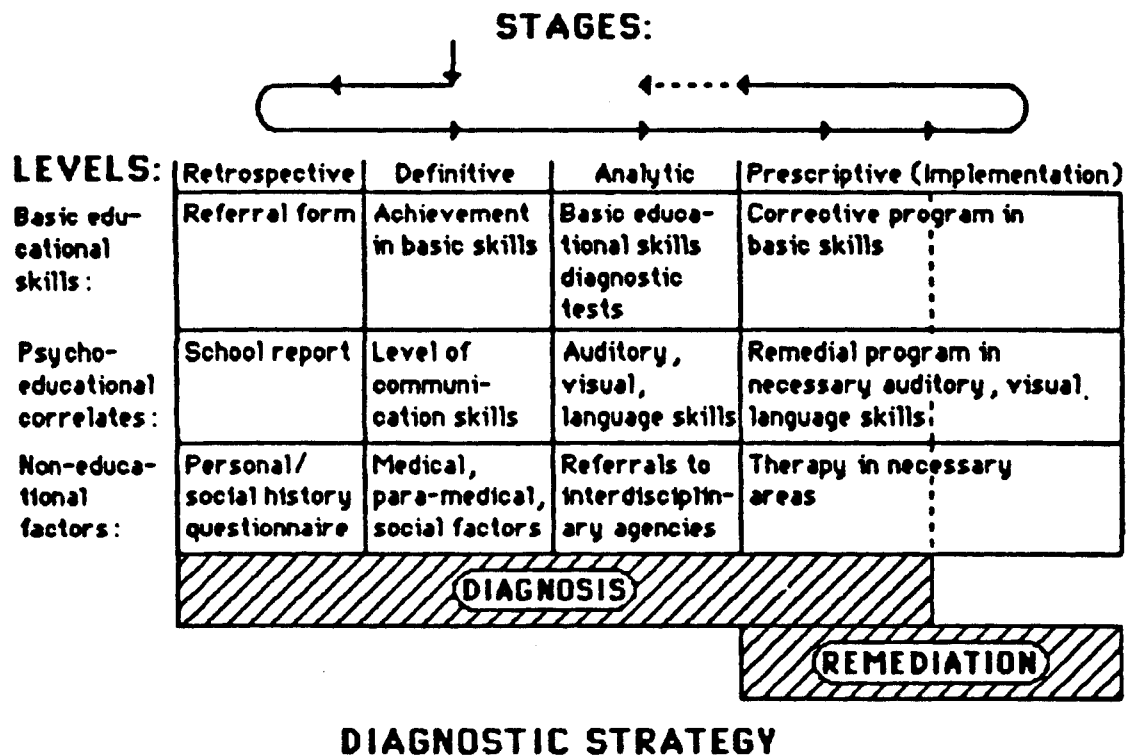 STAGES:
LEVELS:
Retrospective
Definitive
Analytic
Prescriptive (Implementation)
Basic edu-
cational
skills:
Referral form
Achievement
in basic skills
Basic educa-
tional skills
diagnostic
tests
Corrective program in
basic skills
Psycho-
educational
correlates:
School report
Level of
communi-
cation skills
Auditory,
visual,
language skills
Remedial program in
necessary auditory, visual,
language skills
Non-educa-
tional
factors:
Personal/
social history
questionnaire
Medical,
para-medical,
social factors
Referrals to
interdisciplin-
ary agencies
Therapy in necessary
areas
DIAGNOSIS
REMEDIATION
DIAGNOSTIC STRATEGY